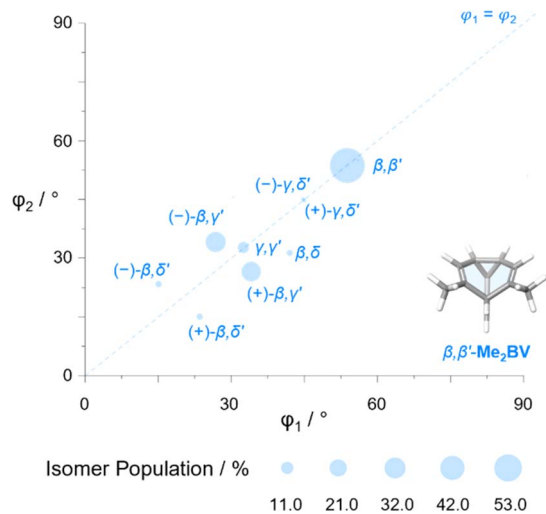 90
φ₁ = φ₂
60
β,β′
(−)-γ,δ′
φ₂ / °
(+)-γ,δ′
(−)-β,γ′
γ,γ′
β,δ
30
(−)-β,δ′
(+)-β,γ′
(+)-β,δ′
β,β′-Me₂BV
0
0
30
60
90
φ₁ / °
Isomer Population / %
11.0 21.0 32.0 42.0 53.0